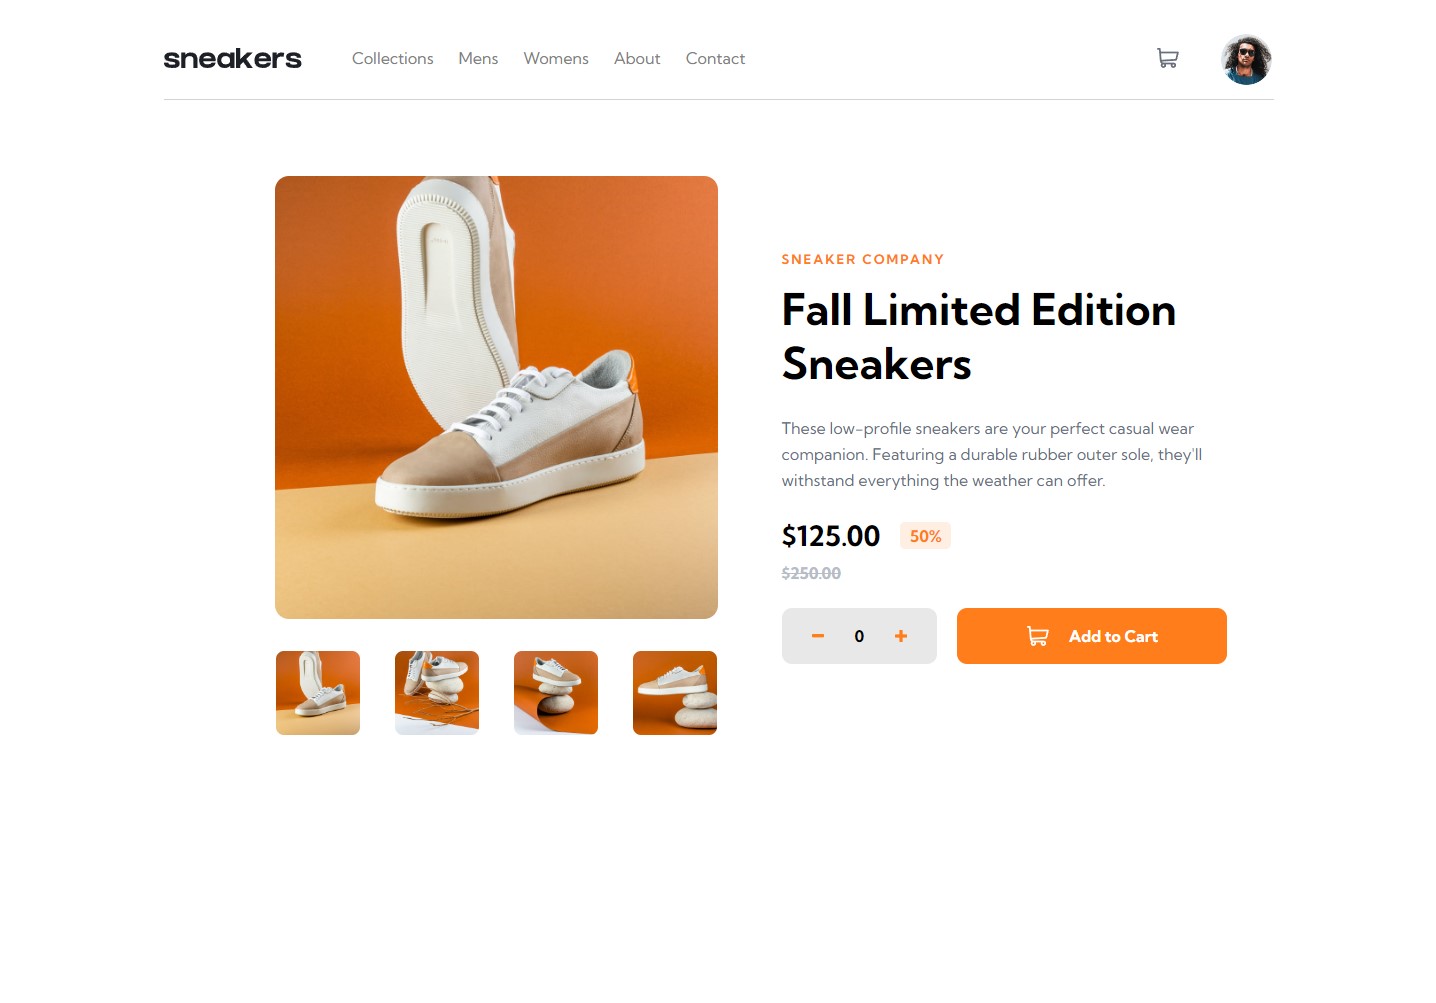 sneakers
Collections Mens Womens About Contact
SNEAKER COMPANY
Fall Limited Edition
Sneakers
These low-profile sneakers are your perfect casual wear
companion. Featuring a durable rubber outer sole, they'll
withstand everything the weather can offer.
$125.00 50%
$250.00
0
Add to Cart